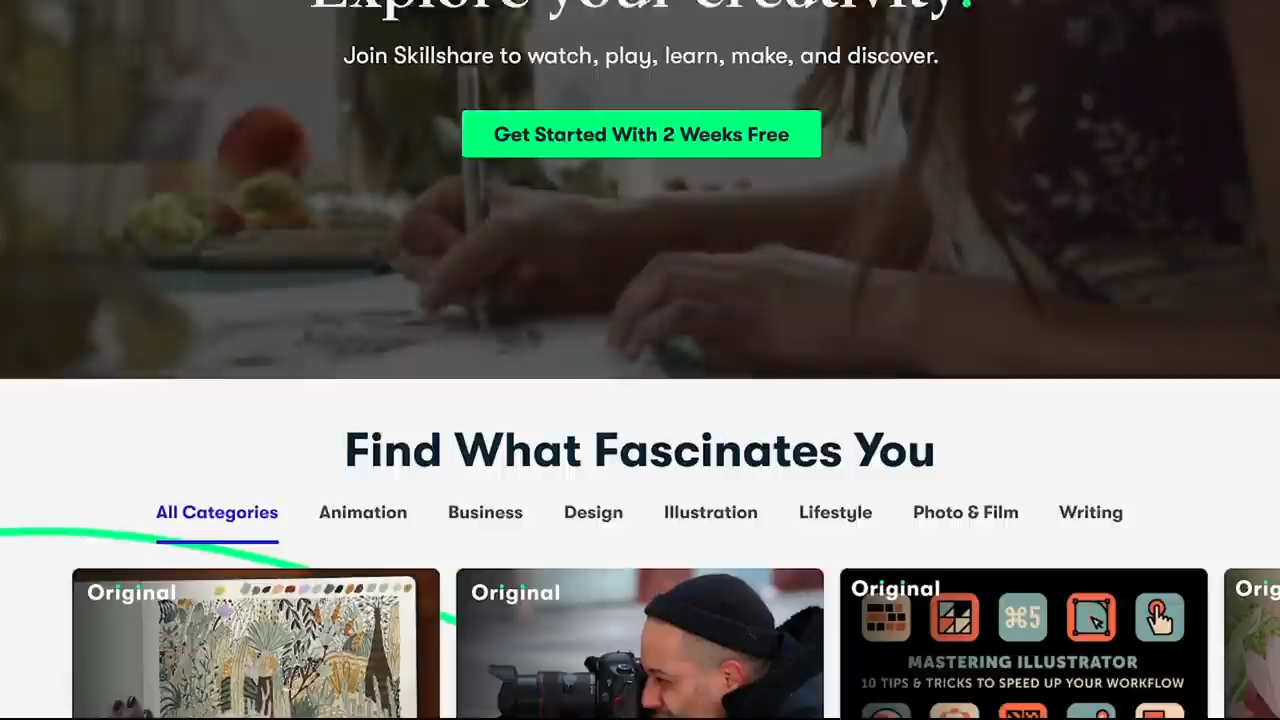 Explore your creativity.
Join Skillshare to watch, play, learn, make, and discover.
Get Started With 2 Weeks Free
Find What Fascinates You
All Categories Animation Business Design Illustration Lifestyle Photo & Film Writing
Original Original Original Orig
⌘5
MASTERING ILLUSTRATOR
10 TIPS & TRICKS TO SPEED UP YOUR WORKFLOW